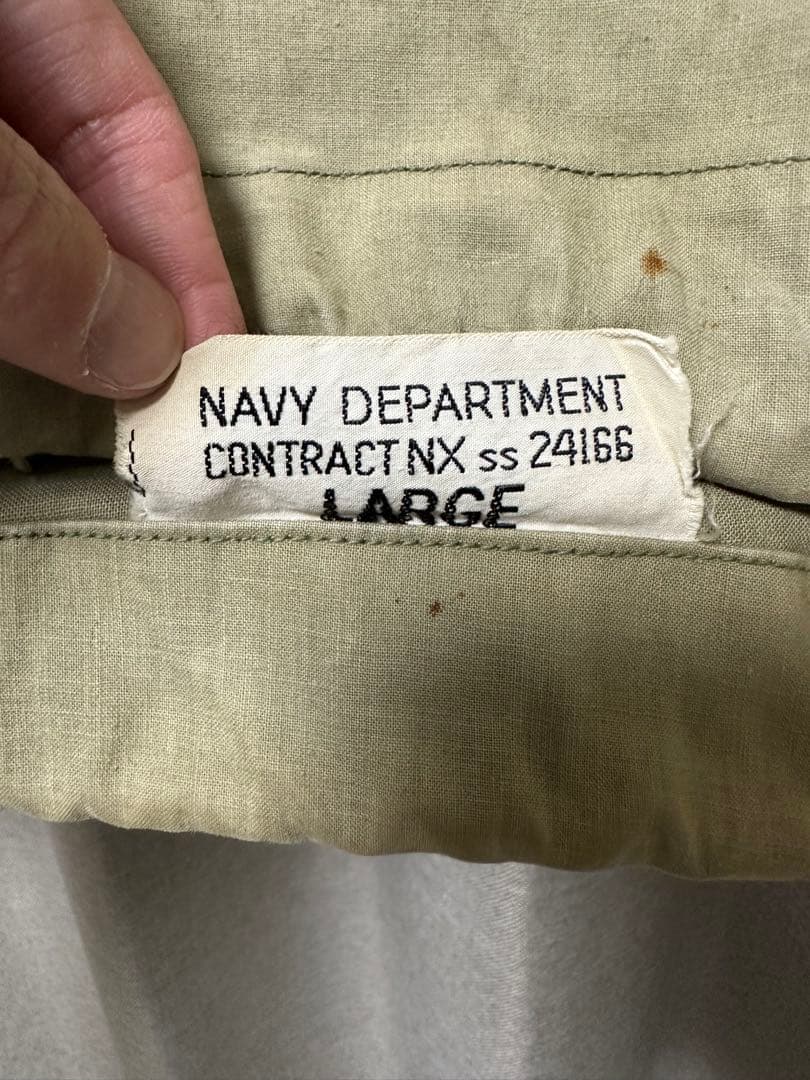 NAVY DEPARTMENT
CONTRACT NX ss 24166
LARGE